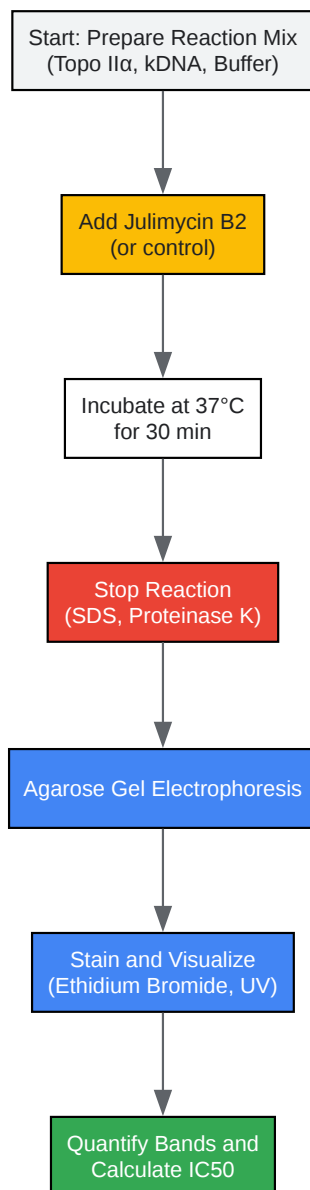 Start: Prepare Reaction Mix
(Topo IIα, kDNA, Buffer)
Add Julimycin B2
(or control)
Incubate at 37°C
for 30 min
Stop Reaction
(SDS, Proteinase K)
Agarose Gel Electrophoresis
Stain and Visualize
(Ethidium Bromide, UV)
Quantify Bands and
Calculate IC50